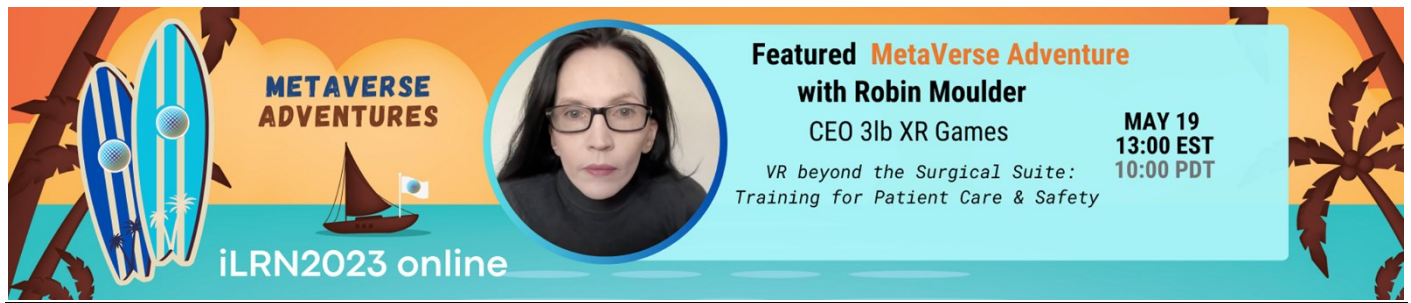 METAVERSE
ADVENTURES
iLRN2023 online
Featured MetaVerse Adventure
with Robin Moulder
CEO 3lb XR Games
VR beyond the Surgical Suite:
Training for Patient Care & Safety
MAY 19
13:00 EST
10:00 PDT